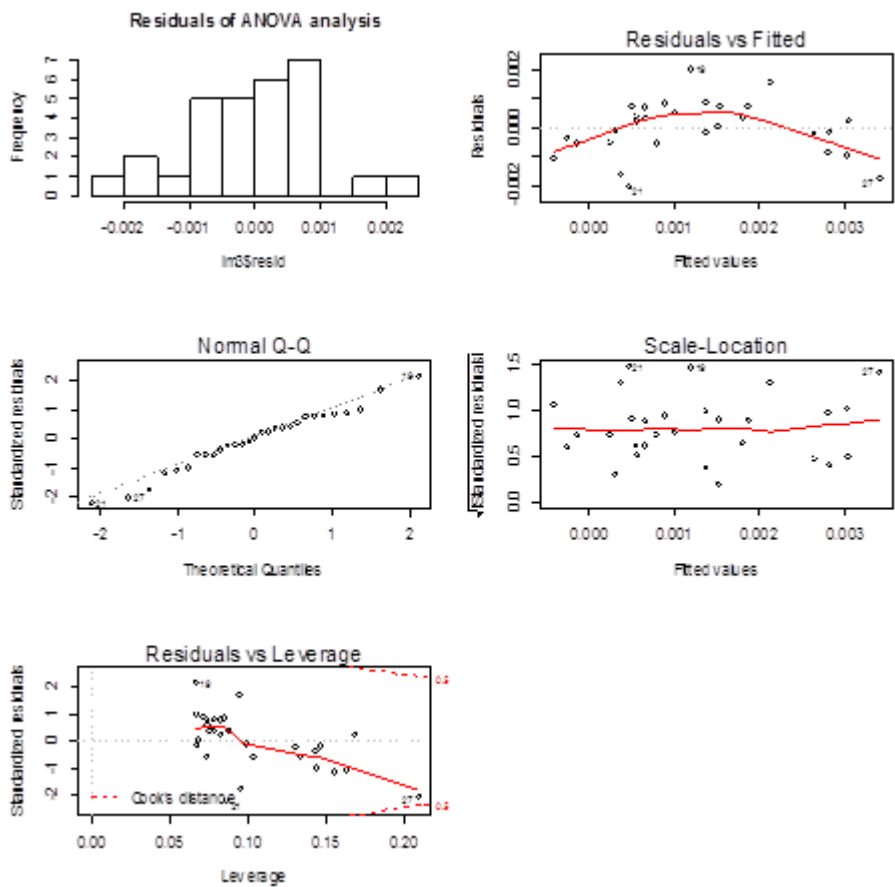 Residuals of ANOVA analysis
Frequency
0 1 2 3 4 5 6 7
-0.002 -0.001 0.000 0.001 0.002
lm3$resid
Residuals vs Fitted
Residuals
-0.002 0.000 0.002
19
21
27
0.000 0.001 0.002 0.003
Fitted values
Normal Q-Q
Standardized residuals
-2 -1 0 1 2
19
21
27
-2 -1 0 1 2
Theoretical Quantiles
Scale-Location
√|Standardized residuals|
0.0 0.5 1.0 1.5
21
19
27
0.000 0.001 0.002 0.003
Fitted values
Residuals vs Leverage
Standardized residuals
-2 -1 0 1 2
19
0.5
Cook's distance
21
27
0.5
0.00 0.05 0.10 0.15 0.20
Leverage